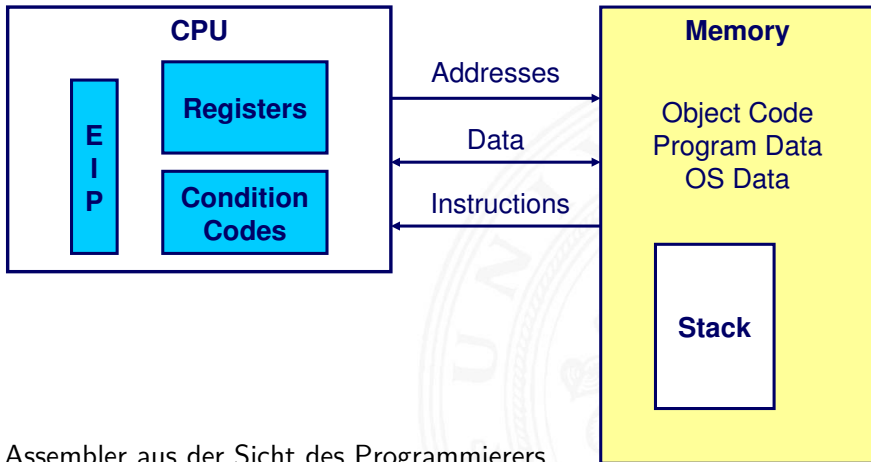 CPU
E
I
P
Registers
Condition
Codes
Addresses
Data
Instructions
Memory
Object Code
Program Data
OS Data
Stack
Assembler aus der Sicht des Programmierers